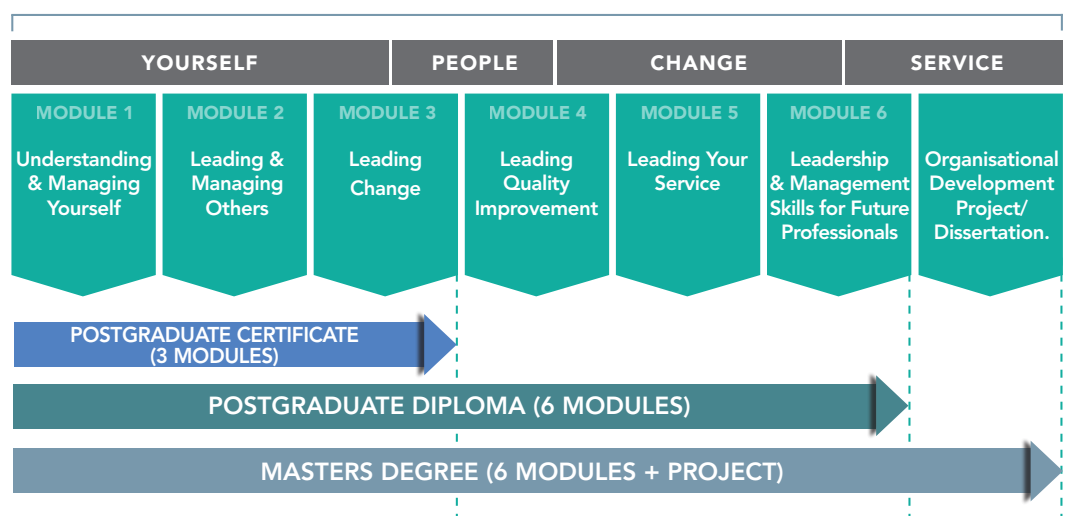 YOURSELF
PEOPLE
CHANGE
SERVICE
MODULE 1
Understanding
& Managing
Yourself
MODULE 2
Leading &
Managing
Others
MODULE 3
Leading
Change
MODULE 4
Leading
Quality
Improvement
MODULE 5
Leading Your
Service
MODULE 6
Leadership
& Management
Skills for Future
Professionals
Organisational
Development
Project/
Dissertation.
POSTGRADUATE CERTIFICATE
(3 MODULES)
POSTGRADUATE DIPLOMA (6 MODULES)
MASTERS DEGREE (6 MODULES + PROJECT)